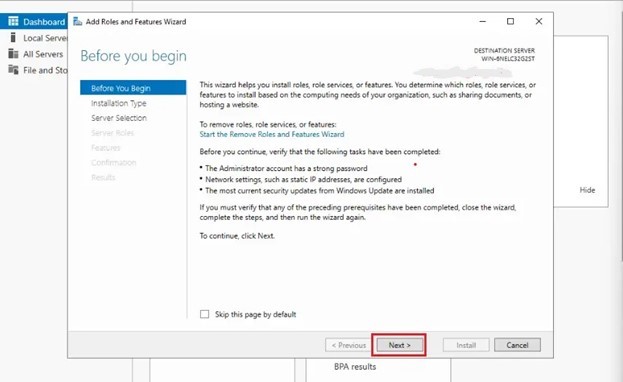 Dashboard
Local Serve
All Servers
File and Sto
Add Roles and Features Wizard
Before you begin
DESTINATION SERVER
WIN-6NELC32G25T
Before You Begin
Installation Type
Server Selection
Server Roles
Features
Confirmation
Results
This wizard helps you install roles, role services, or features. You determine which roles, role services, or
features to install based on the computing needs of your organization, such as sharing documents, or
hosting a website.
To remove roles, role services, or features:
Start the Remove Roles and Features Wizard
Before you continue, verify that the following tasks have been completed:
• The Administrator account has a strong password
• Network settings, such as static IP addresses, are configured
• The most current security updates from Windows Update are installed
If you must verify that any of the preceding prerequisites have been completed, close the wizard,
complete the steps, and then run the wizard again.
To continue, click Next.
Skip this page by default
< Previous
Next >
Install
Cancel
Hide
BPA results